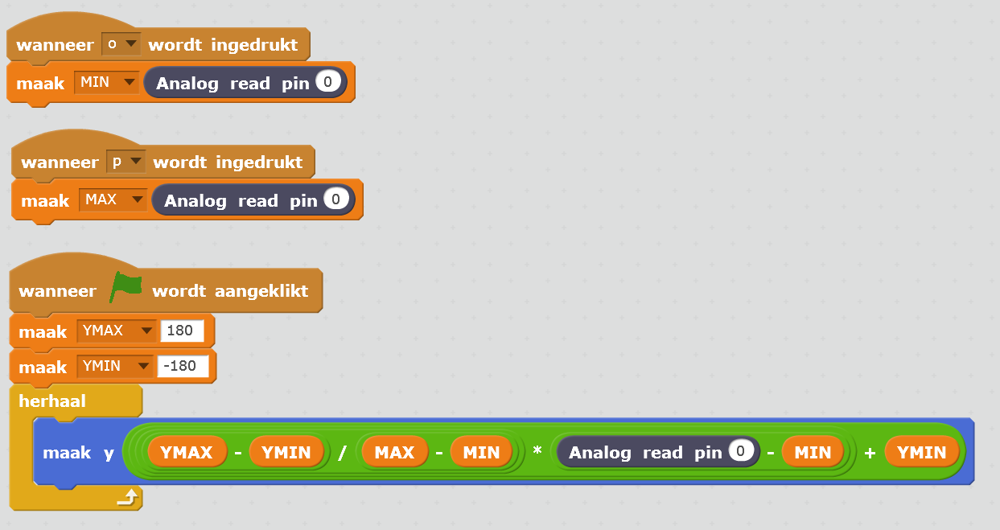 wanneer o wordt ingedrukt
maak MIN Analog read pin 0
wanneer p wordt ingedrukt
maak MAX Analog read pin 0
wanneer wordt aangeklikt
maak YMAX 180
maak YMIN -180
herhaal
maak y YMAX - YMIN / MAX - MIN * Analog read pin 0 - MIN + YMIN